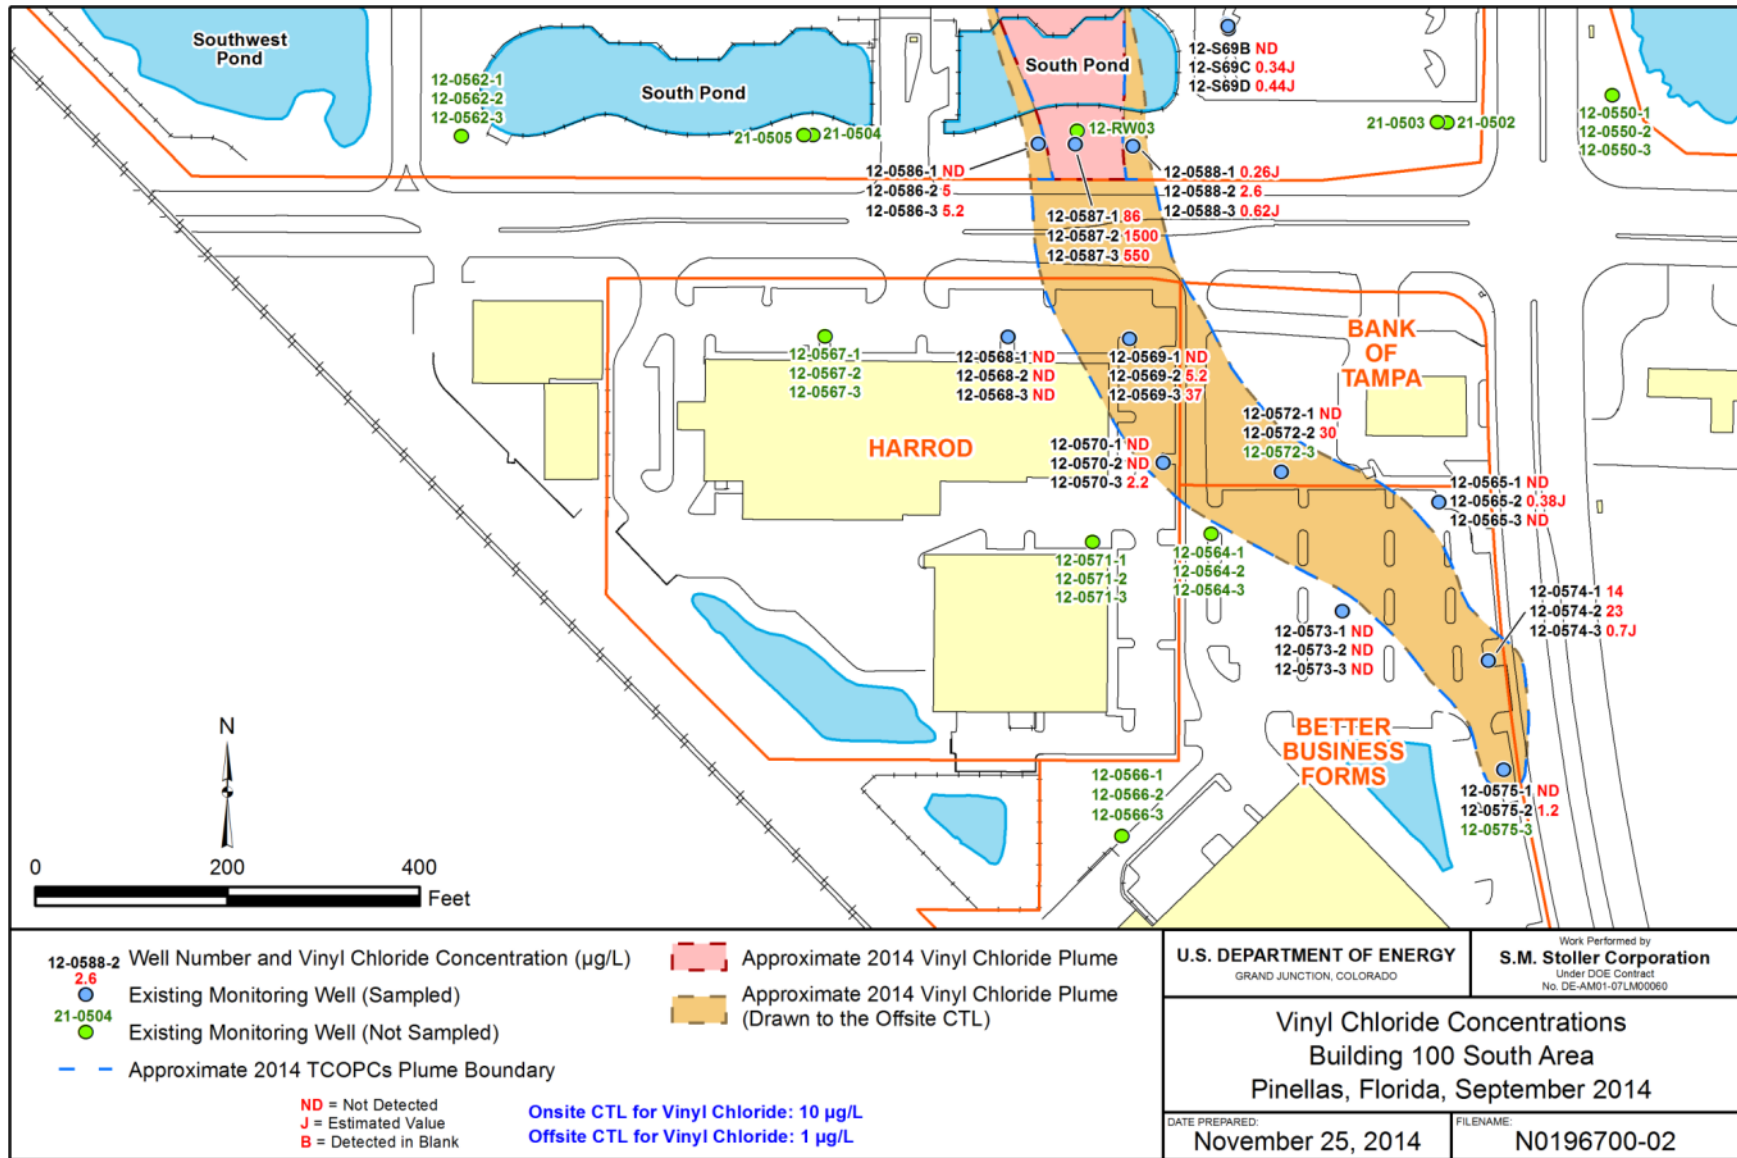 Southwest
Pond
South Pond
South Pond
12-0562-1
12-0562-2
12-0562-3
21-0505
21-0504
12-RW03
12-S69B ND
12-S69C 0.34J
12-S69D 0.44J
21-0503
21-0502
12-0550-1
12-0550-2
12-0550-3
12-0586-1 ND
12-0586-2 5
12-0586-3 5.2
12-0588-1 0.26J
12-0588-2 2.6
12-0588-3 0.62J
12-0587-1 86
12-0587-2 1500
12-0587-3 550
12-0567-1
12-0567-2
12-0567-3
12-0568-1 ND
12-0568-2 ND
12-0568-3 ND
12-0569-1 ND
12-0569-2 5.2
12-0569-3 37
BANK
OF
TAMPA
HARROD
12-0570-1 ND
12-0570-2 ND
12-0570-3 2.2
12-0572-1 ND
12-0572-2 30
12-0572-3
12-0565-1 ND
12-0565-2 0.38J
12-0565-3 ND
12-0571-1
12-0571-2
12-0571-3
12-0564-1
12-0564-2
12-0564-3
12-0574-1 14
12-0574-2 23
12-0574-3 0.7J
12-0573-1 ND
12-0573-2 ND
12-0573-3 ND
BETTER
BUSINESS
FORMS
12-0566-1
12-0566-2
12-0566-3
12-0575-1 ND
12-0575-2 1.2
12-0575-3
N
0 200 400
Feet
12-0588-2
2.6
Well Number and Vinyl Chloride Concentration (µg/L)
Existing Monitoring Well (Sampled)
21-0504
Existing Monitoring Well (Not Sampled)
Approximate 2014 TCOPCs Plume Boundary
ND = Not Detected
J = Estimated Value
B = Detected in Blank
Approximate 2014 Vinyl Chloride Plume
Approximate 2014 Vinyl Chloride Plume
(Drawn to the Offsite CTL)
Onsite CTL for Vinyl Chloride: 10 µg/L
Offsite CTL for Vinyl Chloride: 1 µg/L
U.S. DEPARTMENT OF ENERGY
GRAND JUNCTION, COLORADO
Work Performed by
S.M. Stoller Corporation
Under DOE Contract
No. DE-AM01-07LM00060
Vinyl Chloride Concentrations
Building 100 South Area
Pinellas, Florida, September 2014
DATE PREPARED:
November 25, 2014
FILENAME:
N0196700-02